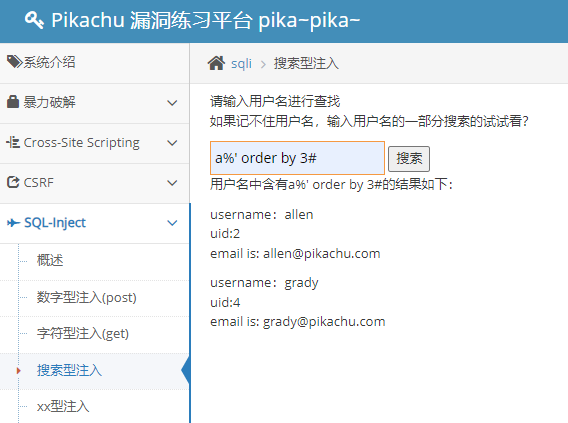 Pikachu 漏洞练习平台 pika~pika~
系统介绍
暴力破解
Cross-Site Scripting
CSRF
SQL-Inject
概述
数字型注入(post)
字符型注入(get)
搜索型注入
xx型注入
sqli > 搜索型注入
请输入用户名进行查找
如果记不住用户名，输入用户名的一部分搜索的试试看？
a%' order by 3# 搜索
用户名中含有a%' order by 3#的结果如下：
username：allen
uid:2
email is: allen@pikachu.com
username：grady
uid:4
email is: grady@pikachu.com